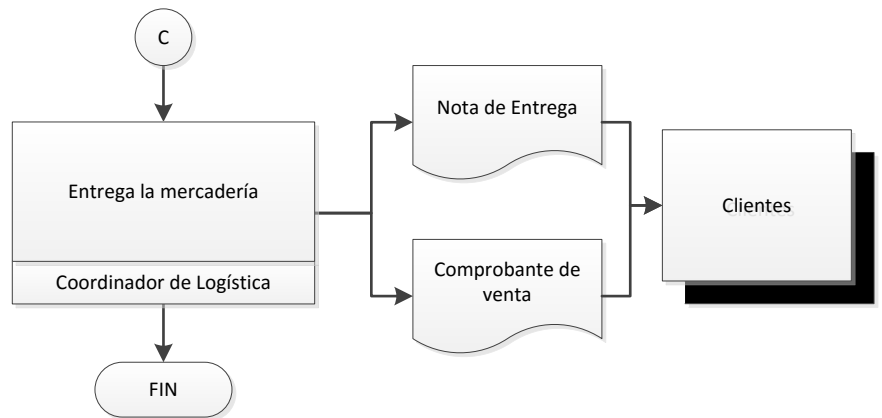 C
Entrega la mercadería
Coordinador de Logística
FIN
Nota de Entrega
Comprobante de
venta
Clientes